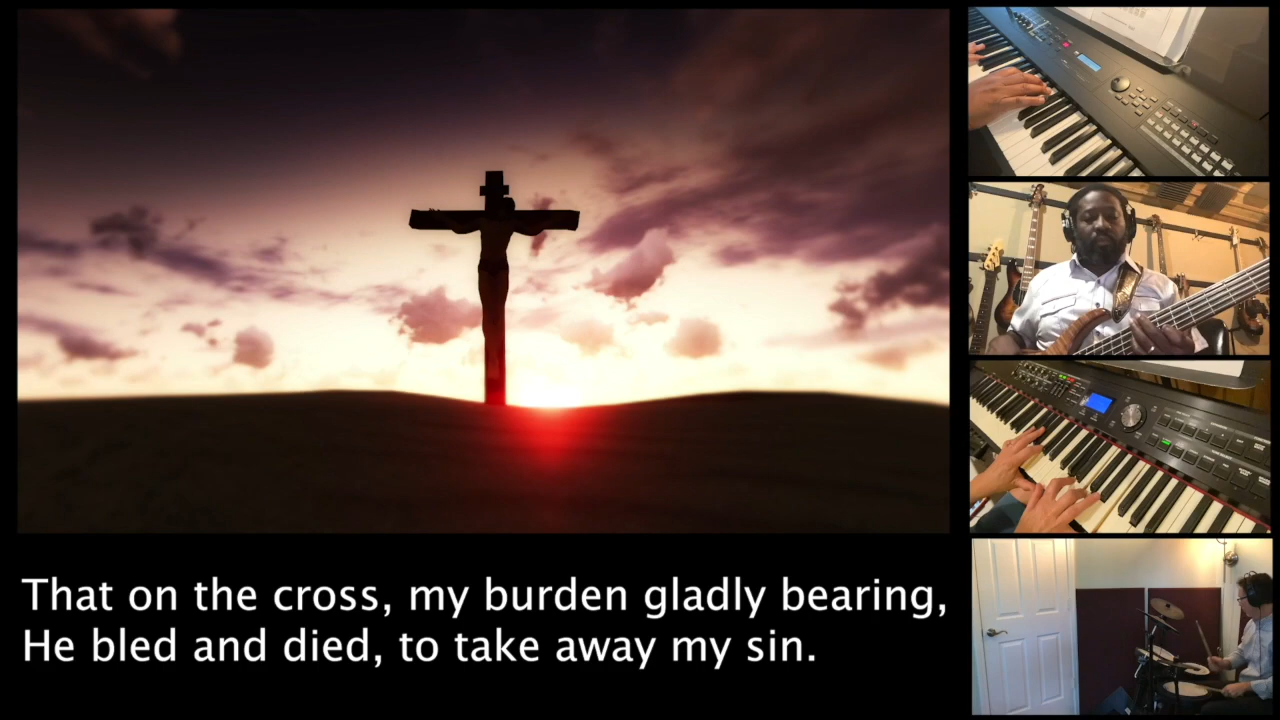 That on the cross, my burden gladly bearing,
He bled and died, to take away my sin.